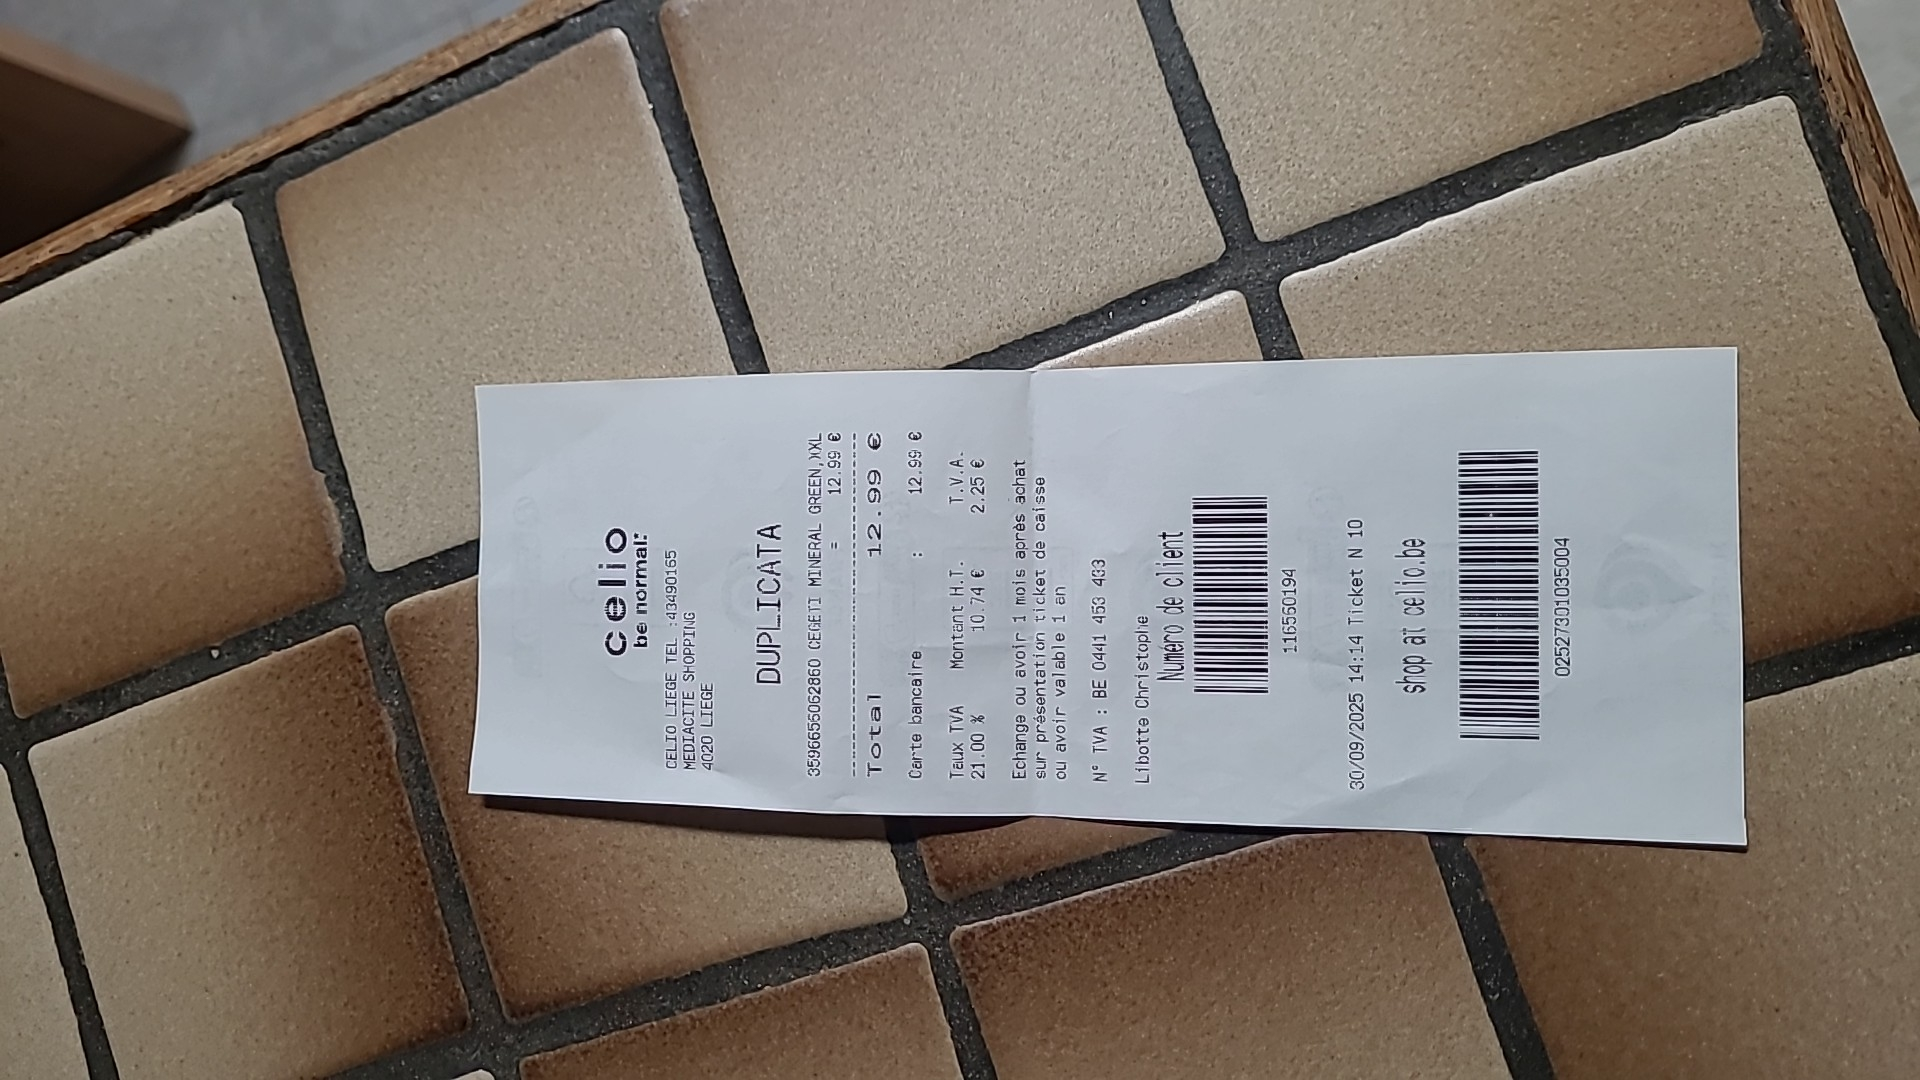 celio
be normal:
CELIO LIEGE TEL :43490165
MEDIACITE SHOPPING
4020 LIEGE
DUPLICATA
3596655062860 CEGETI MINERAL GREEN,XXL
= 12.99 €
Total 12.99 €
Carte bancaire : 12.99 €
Taux TVA Montant H.T. T.V.A.
21.00 % 10.74 € 2.25 €
Echange ou avoir 1 mois après achat
sur présentation ticket de caisse
ou avoir valable 1 an
N° TVA : BE 0441 453 433
Libotte Christophe
Numéro de client
116550194
30/09/2025 14:14 Ticket N 10
shop at celio.be
02527301035004